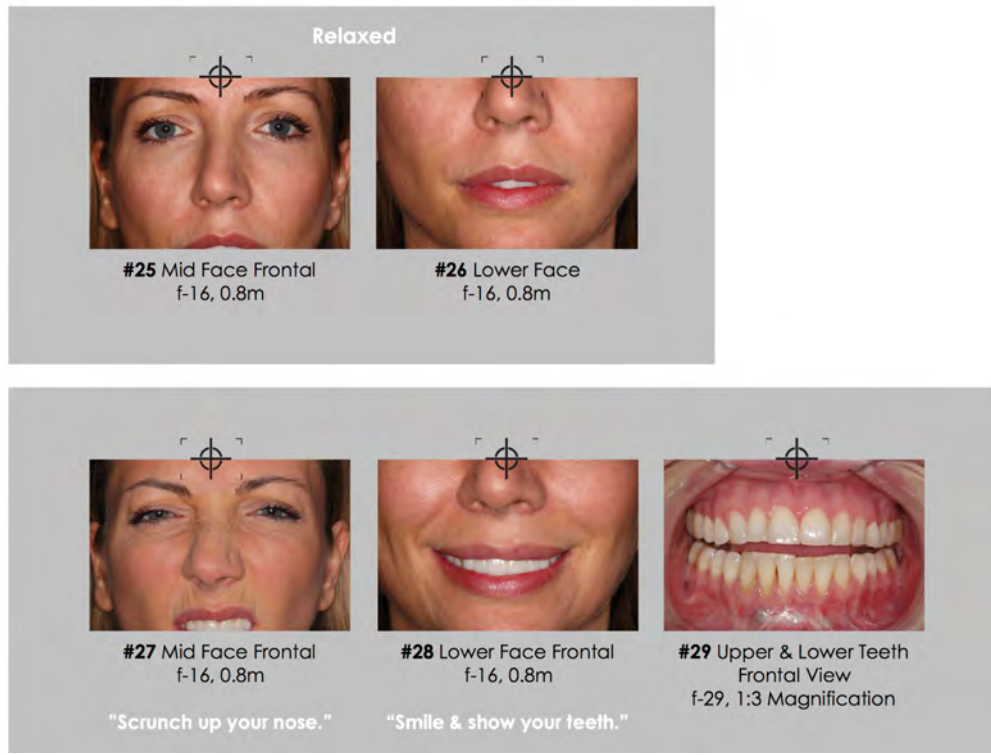 Relaxed
#25 Mid Face Frontal
f-16, 0.8m
#26 Lower Face
f-16, 0.8m
#27 Mid Face Frontal
f-16, 0.8m
"Scrunch up your nose."
#28 Lower Face Frontal
f-16, 0.8m
“Smile & show your teeth.”
#29 Upper & Lower Teeth
Frontal View
f-29, 1:3 Magnification